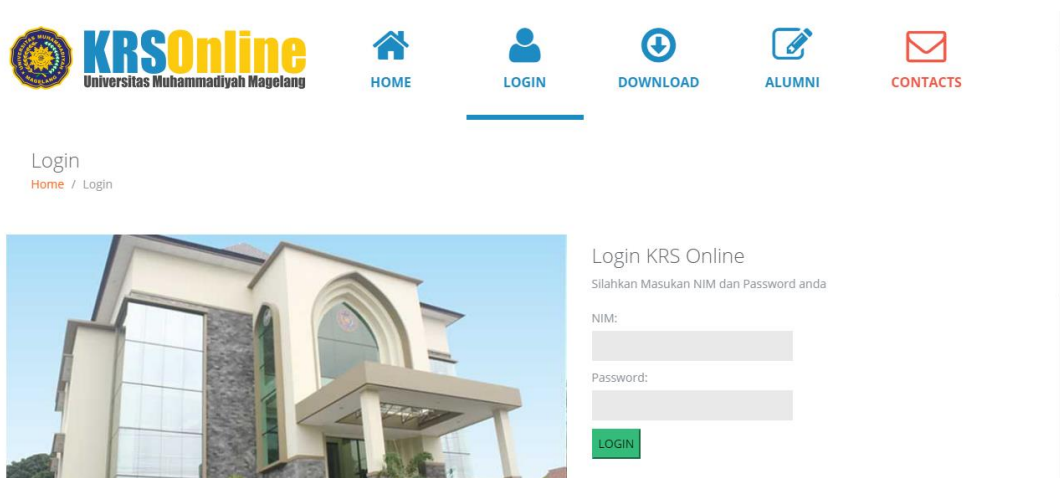 KRSOnline
Universitas Muhammadiyah Magelang
HOME
LOGIN
DOWNLOAD
ALUMNI
CONTACTS
Login
Home / Login
Login KRS Online
Silahkan Masukan NIM dan Password anda
NIM:
Password:
LOGIN